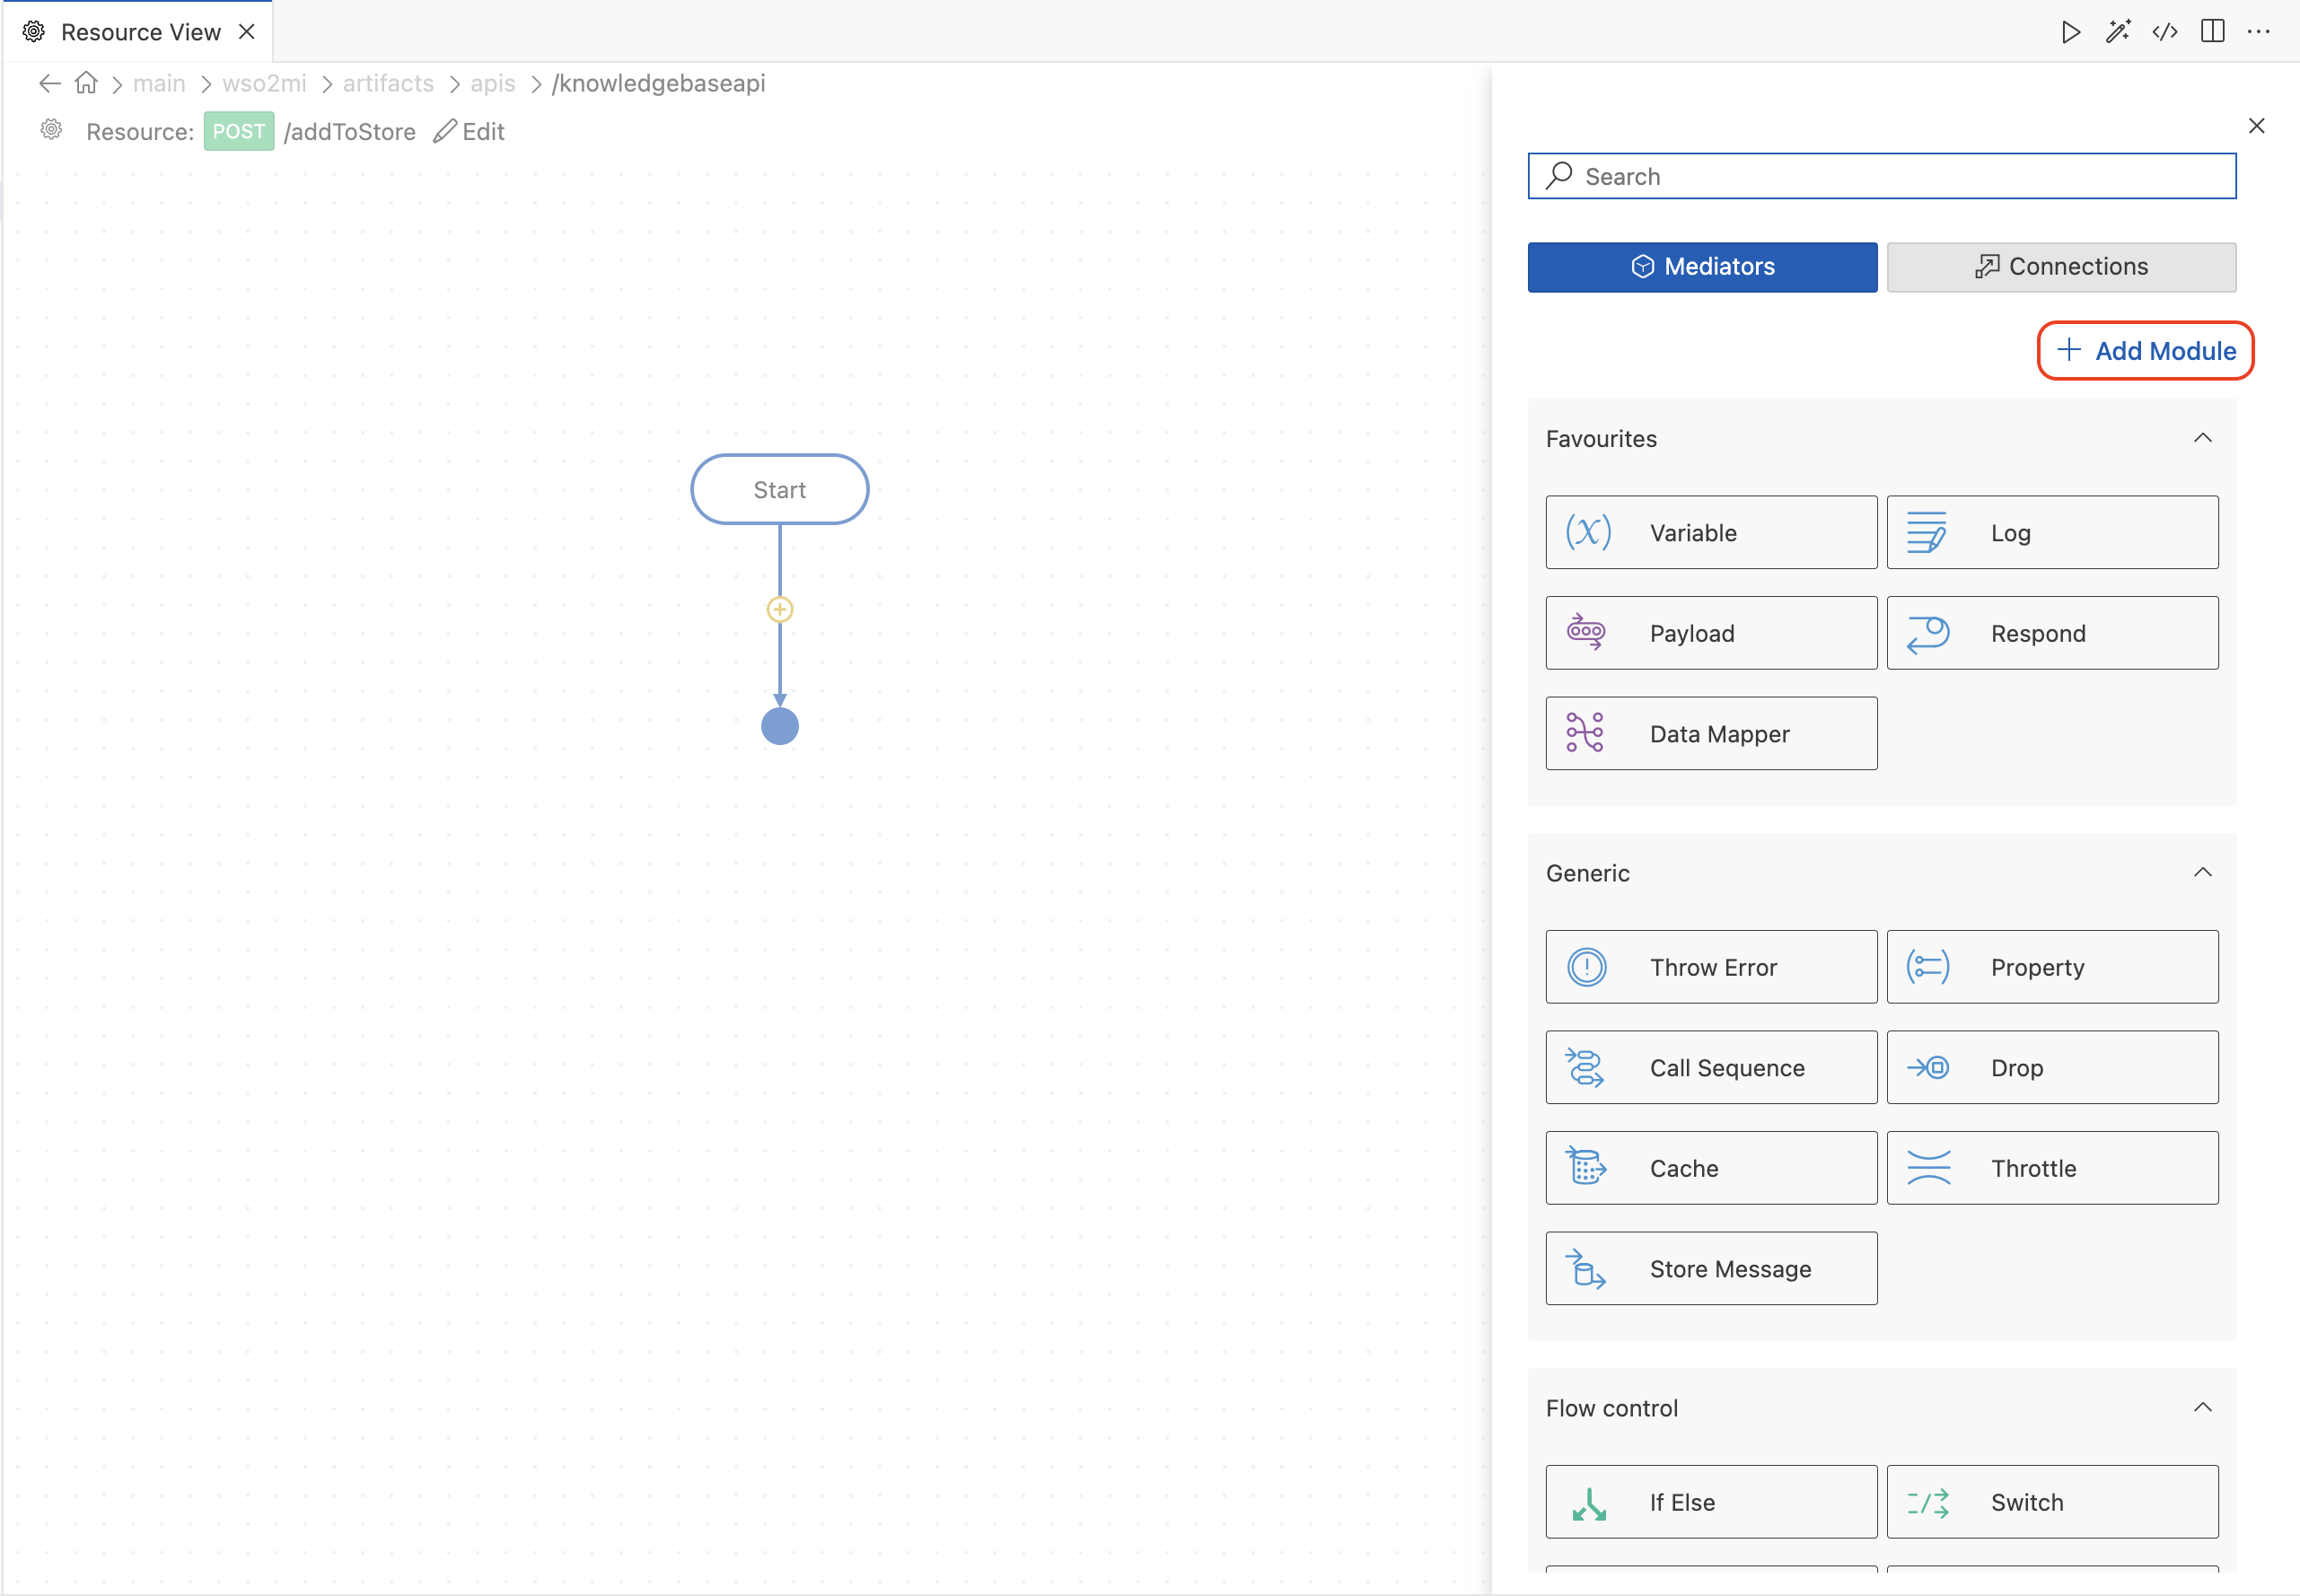 Resource View
main > wso2mi > artifacts > apis > /knowledgebaseapi
Resource: POST /addToStore Edit
Start
Search
Mediators
Connections
Add Module
Favourites
Variable
Log
Payload
Respond
Data Mapper
Generic
Throw Error
Property
Call Sequence
Drop
Cache
Throttle
Store Message
Flow control
If Else
Switch